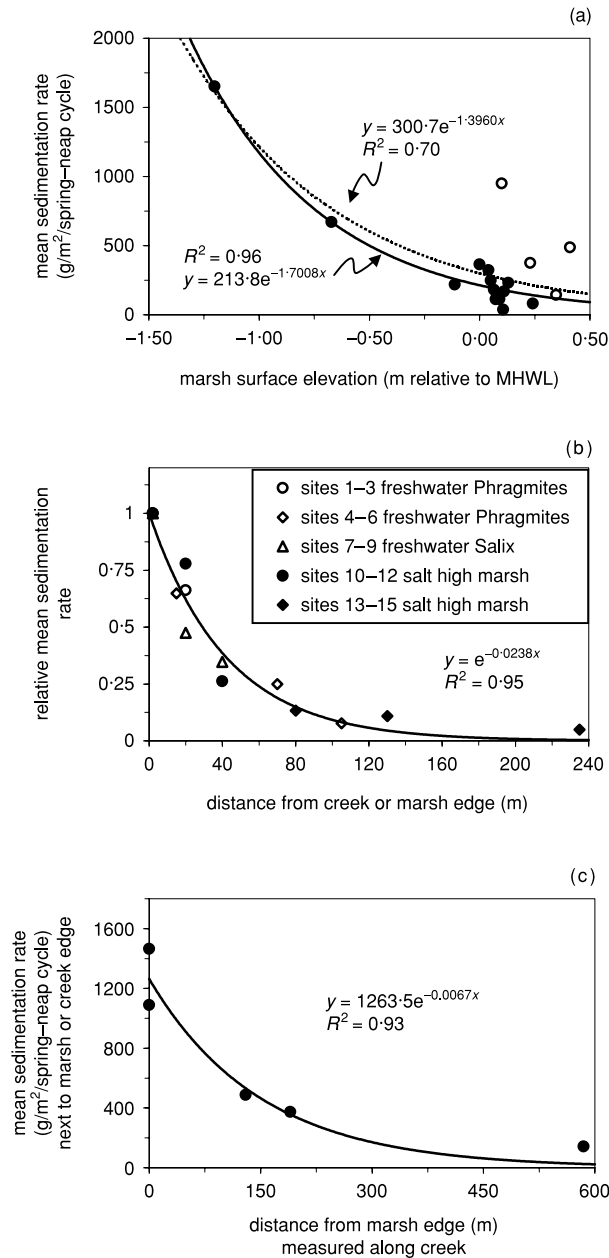 (a)
mean sedimentation rate
(g/m²/spring–neap cycle)
2000
1500
1000
500
0
y = 300·7e^−1·3960x
R² = 0·70
R² = 0·96
y = 213·8e^−1·7008x
−1·50
−1·00
−0·50
0·00
0·50
marsh surface elevation (m relative to MHWL)
(b)
relative mean sedimentation
rate
1
0·75
0·5
0·25
0
sites 1–3 freshwater Phragmites
sites 4–6 freshwater Phragmites
sites 7–9 freshwater Salix
sites 10–12 salt high marsh
sites 13–15 salt high marsh
y = e^−0·0238x
R² = 0·95
0
40
80
120
160
200
240
distance from creek or marsh edge (m)
(c)
mean sedimentation rate
(g/m²/spring–neap cycle)
next to marsh or creek edge
1600
1200
800
400
0
y = 1263·5e^−0·0067x
R² = 0·93
0
150
300
450
600
distance from marsh edge (m)
measured along creek